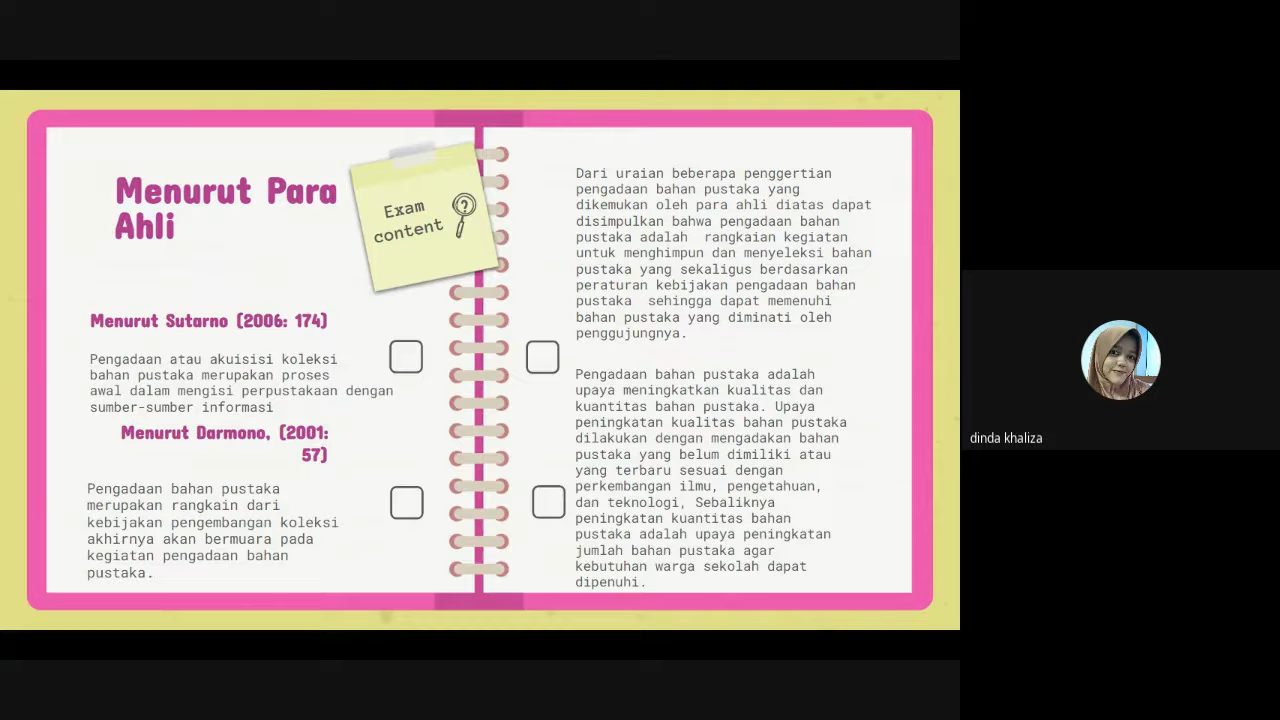 Menurut Para
Ahli
Exam
content
Menurut Sutarno (2006: 174)
Pengadaan atau akuisisi koleksi
bahan pustaka merupakan proses
awal dalam mengisi perpustakaan dengan
sumber-sumber informasi
Menurut Darmono, (2001:
57)
Pengadaan bahan pustaka
merupakan rangkain dari
kebijakan pengembangan koleksi
akhirnya akan bermuara pada
kegiatan pengadaan bahan
pustaka.
Dari uraian beberapa penggertian
pengadaan bahan pustaka yang
dikemukan oleh para ahli diatas dapat
disimpulkan bahwa pengadaan bahan
pustaka adalah  rangkaian kegiatan
untuk menghimpun dan menyeleksi bahan
pustaka yang sekaligus berdasarkan
peraturan kebijakan pengadaan bahan
pustaka  sehingga dapat memenuhi
bahan pustaka yang diminati oleh
penggujungnya.
Pengadaan bahan pustaka adalah
upaya meningkatkan kualitas dan
kuantitas bahan pustaka. Upaya
peningkatan kualitas bahan pustaka
dilakukan dengan mengadakan bahan
pustaka yang belum dimiliki atau
yang terbaru sesuai dengan
perkembangan ilmu, pengetahuan,
dan teknologi, Sebaliknya
peningkatan kuantitas bahan
pustaka adalah upaya peningkatan
jumlah bahan pustaka agar
kebutuhan warga sekolah dapat
dipenuhi.
dinda khaliza